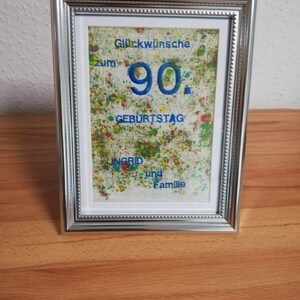 Glückwünsche
zum
90.
GEBURTSTAG
INGRID
und
Familie